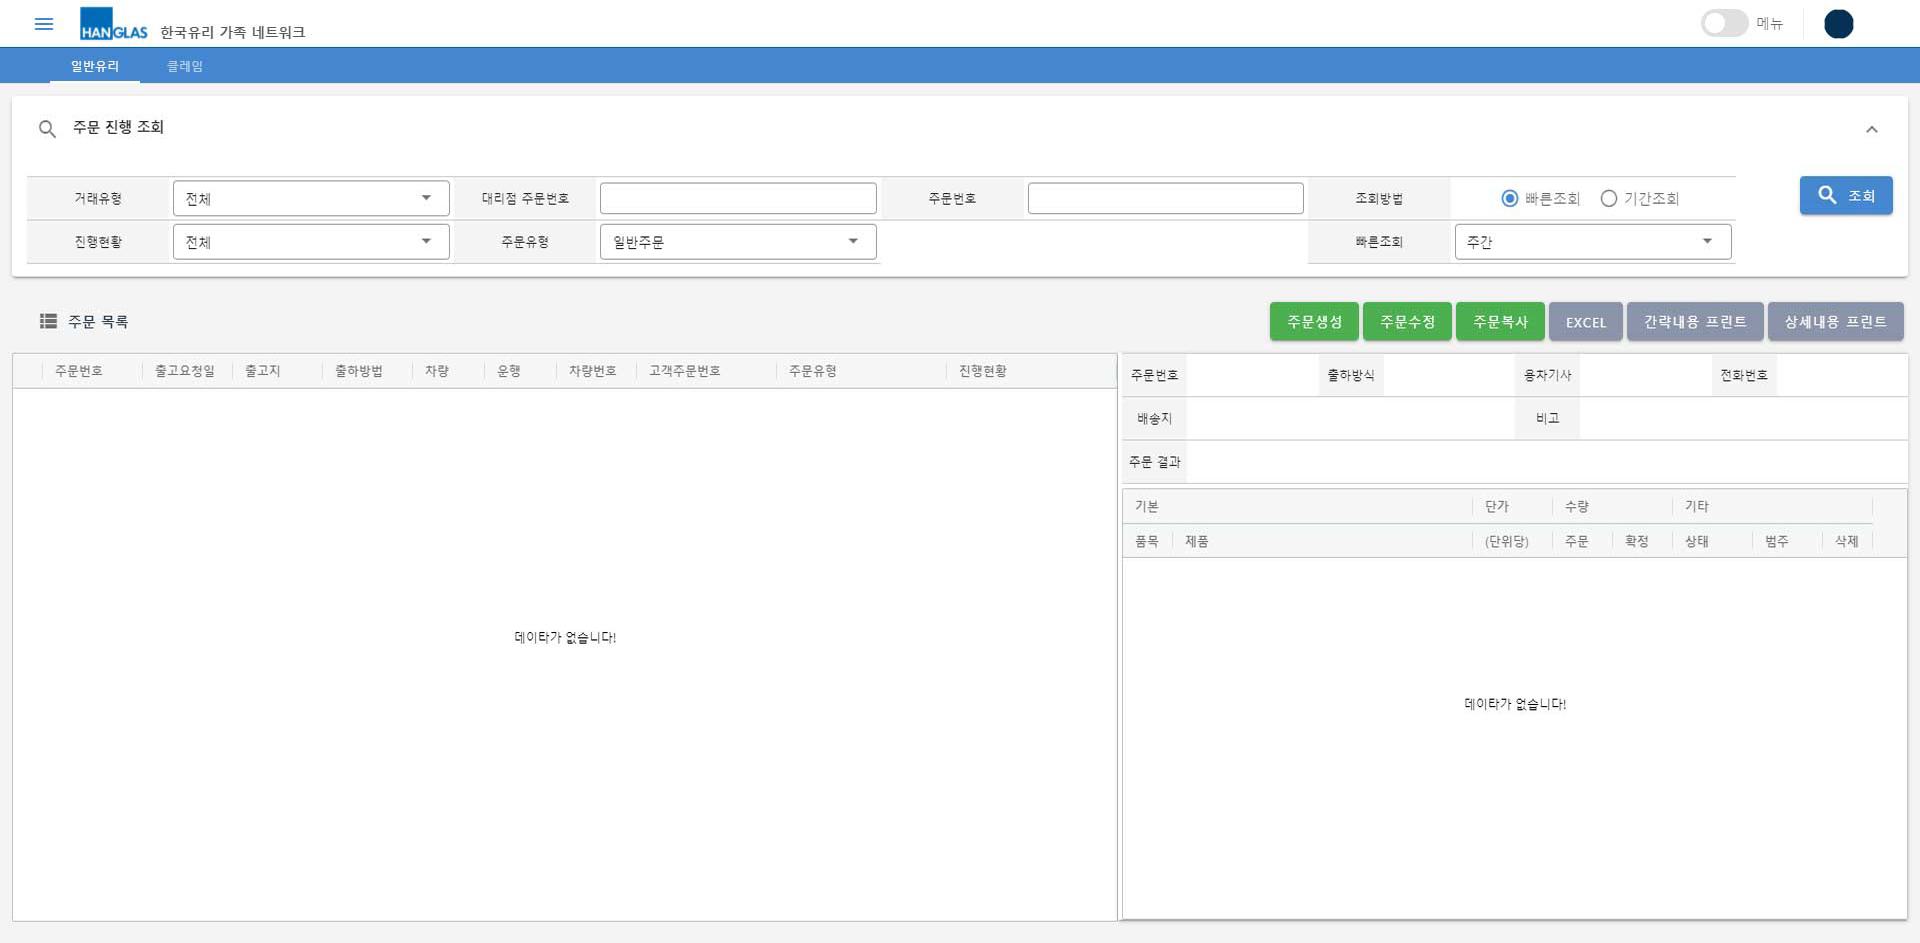 HANGLAS 한국유리 가족 네트워크 메뉴
일반유리 클레임
주문 진행 조회
거래유형 전체 대리점 주문번호 주문번호 조회방법 빠른조회 기간조회 조회
진행현황 전체 주문유형 일반주문 빠른조회 주간
주문 목록 주문생성 주문수정 주문복사 EXCEL 간략내용 프린트 상세내용 프린트
주문번호 출고요청일 출고지 출하방법 차량 운행 차량번호 고객주문번호 주문유형 진행현황
주문번호 출하방식 용차기사 전화번호
배송지 비고
주문 결과
기본 단가 수량 기타
품목 제품 (단위당) 주문 확정 상태 범주 삭제
데이타가 없습니다!
데이타가 없습니다!